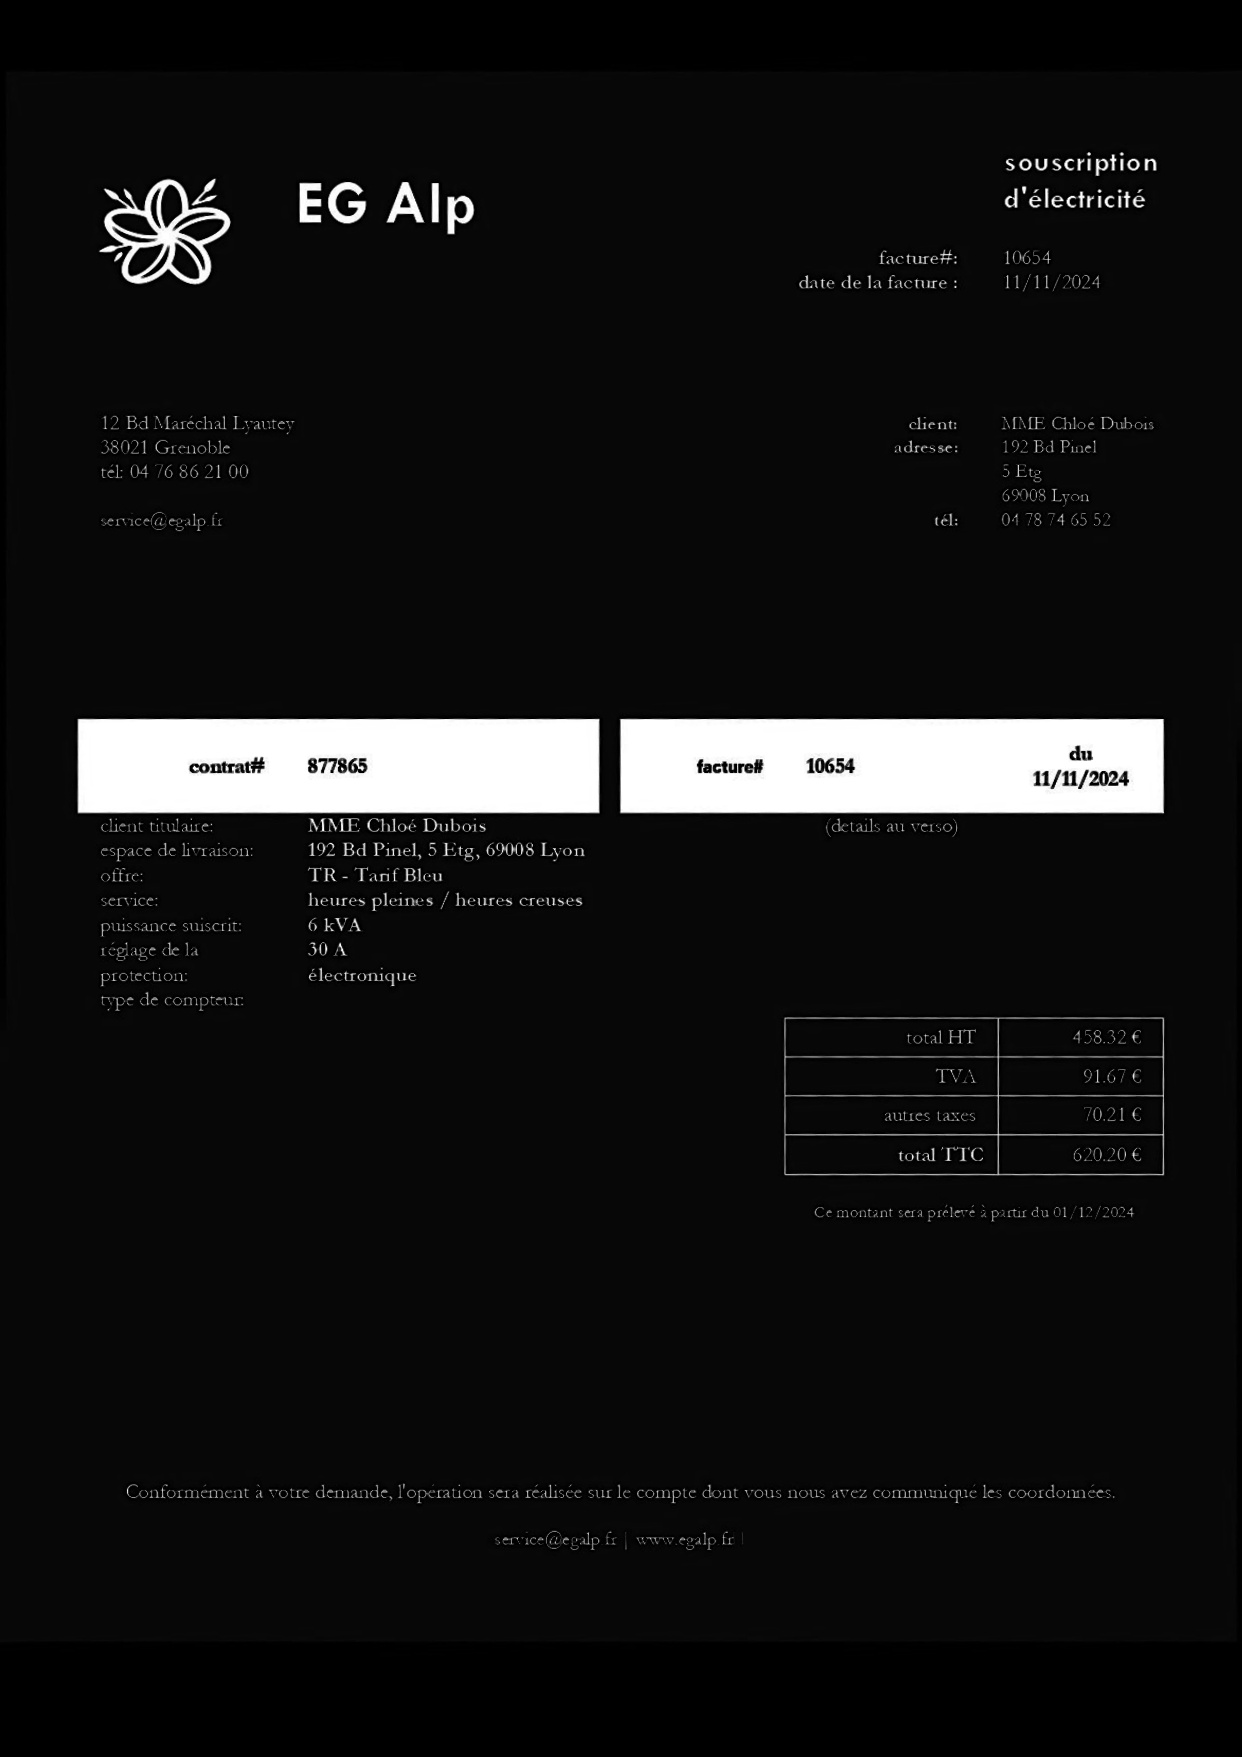 EG Alp
souscription
d'électricité
facture#: 10654
date de la facture : 11/11/2024
12 Bd Maréchal Lyautey
38021 Grenoble
tél: 04 76 86 21 00
service@egalp.fr
client: MME Chloé Dubois
adresse: 192 Bd Pinel
5 Etg
69008 Lyon
tél: 04 78 74 65 52
contrat# 877865
facture# 10654 du
11/11/2024
client titulaire: MME Chloé Dubois
espace de livraison: 192 Bd Pinel, 5 Etg, 69008 Lyon
offre: TR - Tarif Bleu
service: heures pleines / heures creuses
puissance suiscrit: 6 kVA
réglage de la 30 A
protection: électronique
type de compteur:
(details au verso)
total HT 458.32 €
TVA 91.67 €
autres taxes 70.21 €
total TTC 620.20 €
Ce montant sera prélevé à partir du 01/12/2024
Conformément à votre demande, l'opération sera réalisée sur le compte dont vous nous avez communiqué les coordonnées.
service@egalp.fr | www.egalp.fr |